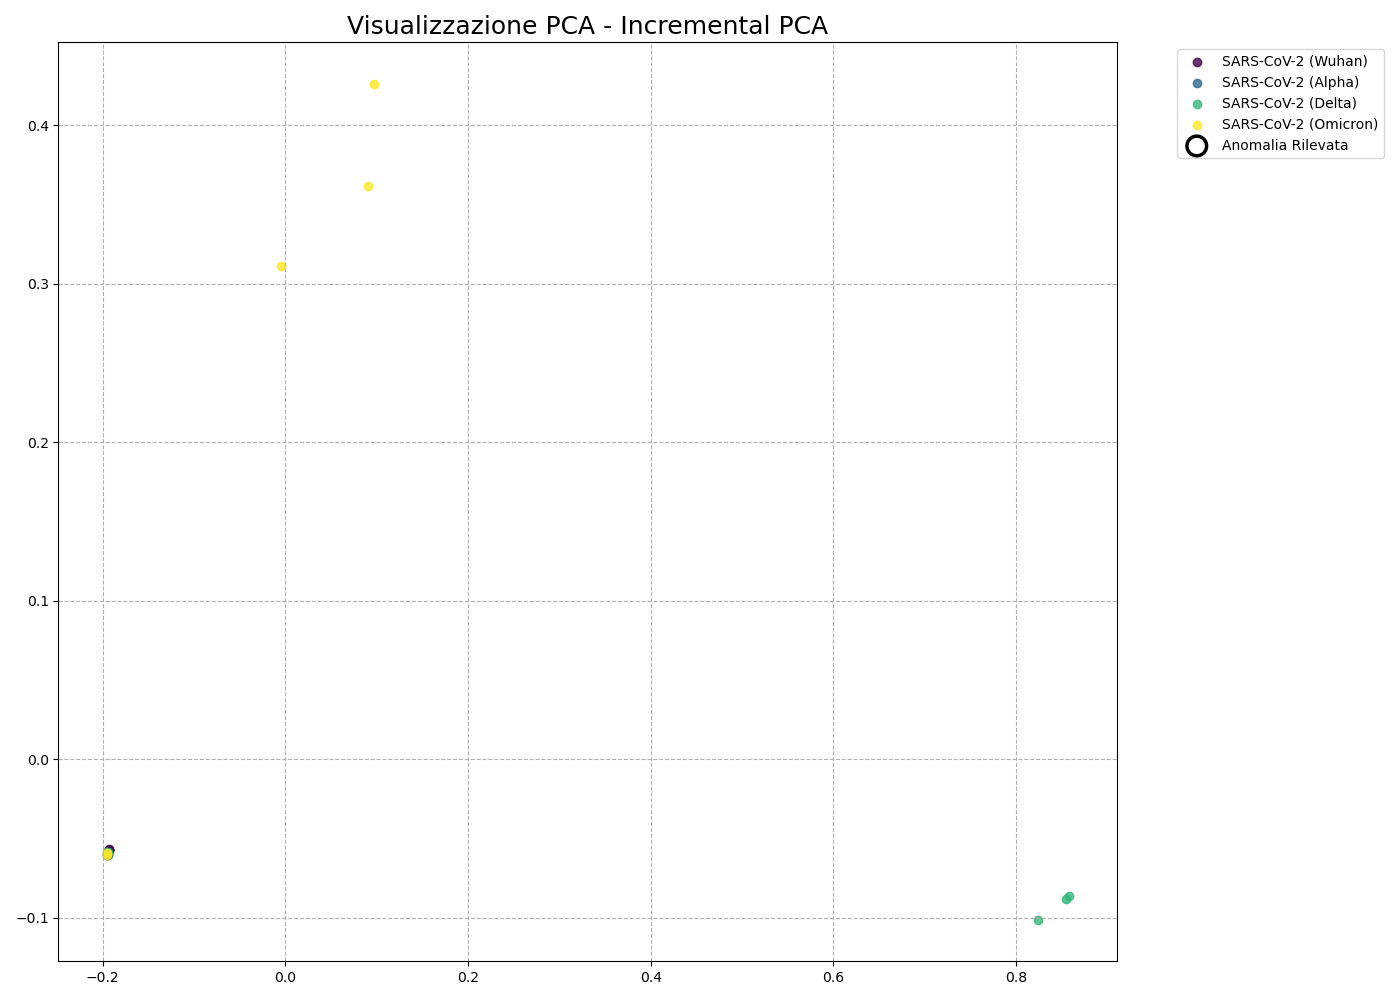 Visualizzazione PCA - Incremental PCA
SARS-CoV-2 (Wuhan)
SARS-CoV-2 (Alpha)
SARS-CoV-2 (Delta)
SARS-CoV-2 (Omicron)
Anomalia Rilevata
0.4
0.3
0.2
0.1
0.0
−0.1
−0.2 0.0 0.2 0.4 0.6 0.8